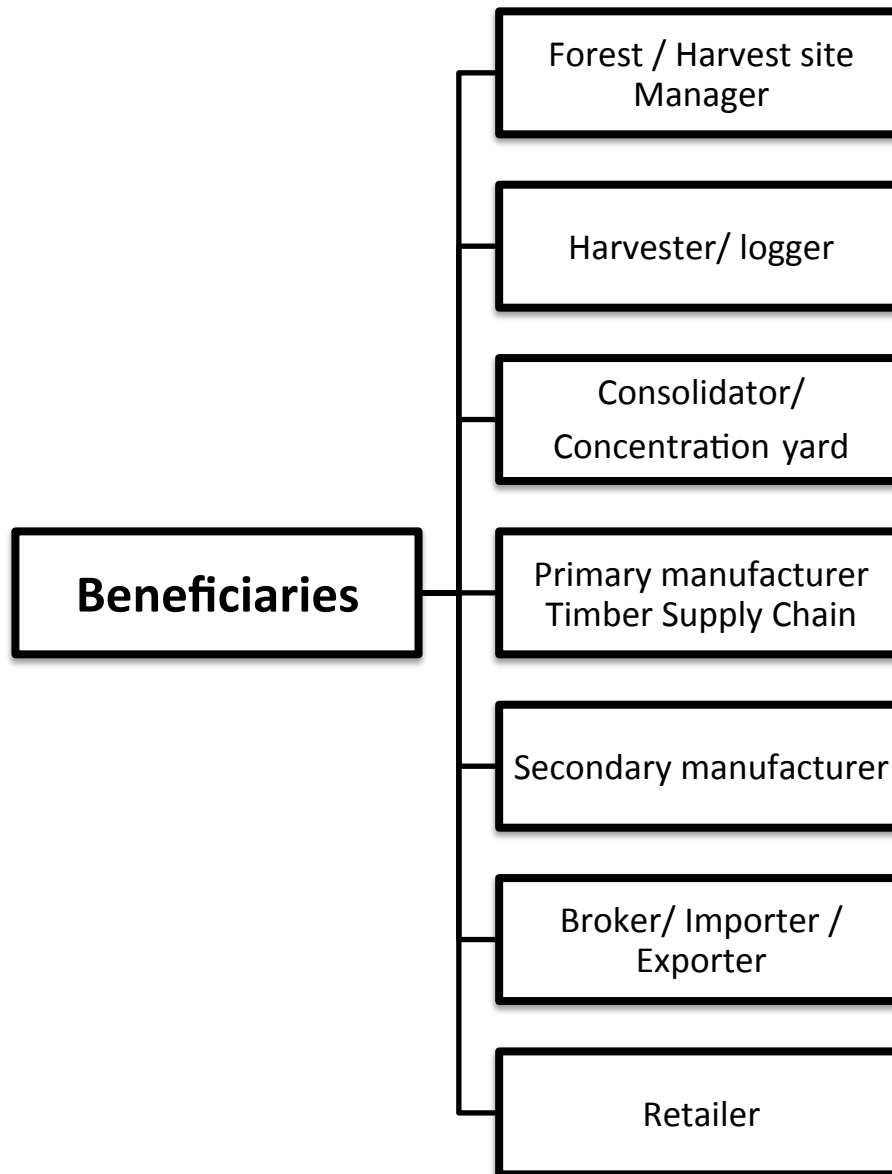 Forest / Harvest site
Manager
Harvester/ logger
Consolidator/
Concentration yard
Beneficiaries
Primary manufacturer
Timber Supply Chain
Secondary manufacturer
Broker/ Importer /
Exporter
Retailer